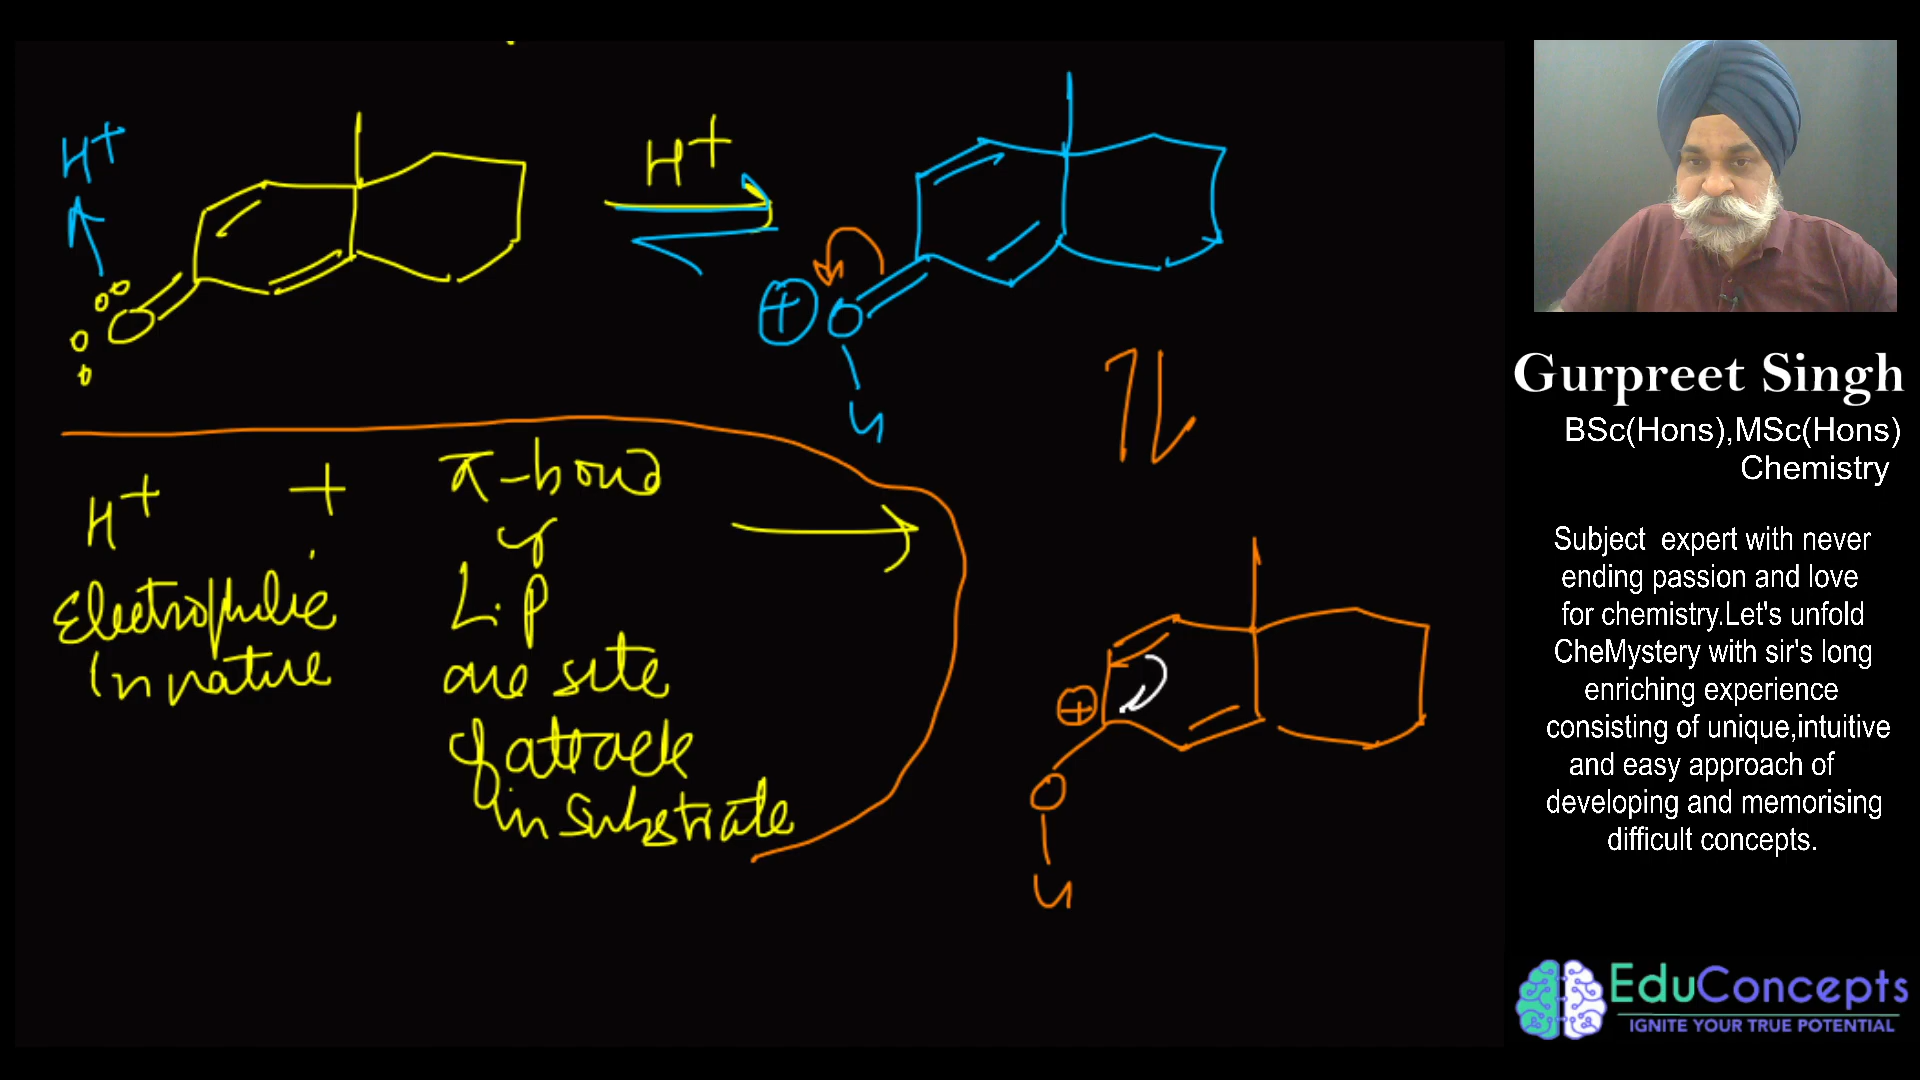 H+
H+
O
⊕ O
H
H+ + π-bond
Electrophilic
In nature
or
L.p
are site
of attack
in substrate
⊕
O
H
Gurpreet Singh
BSc(Hons),MSc(Hons)
Chemistry
Subject expert with never
ending passion and love
for chemistry.Let's unfold
CheMystery with sir's long
enriching experience
consisting of unique,intuitive
and easy approach of
developing and memorising
difficult concepts.
EduConcepts
IGNITE YOUR TRUE POTENTIAL